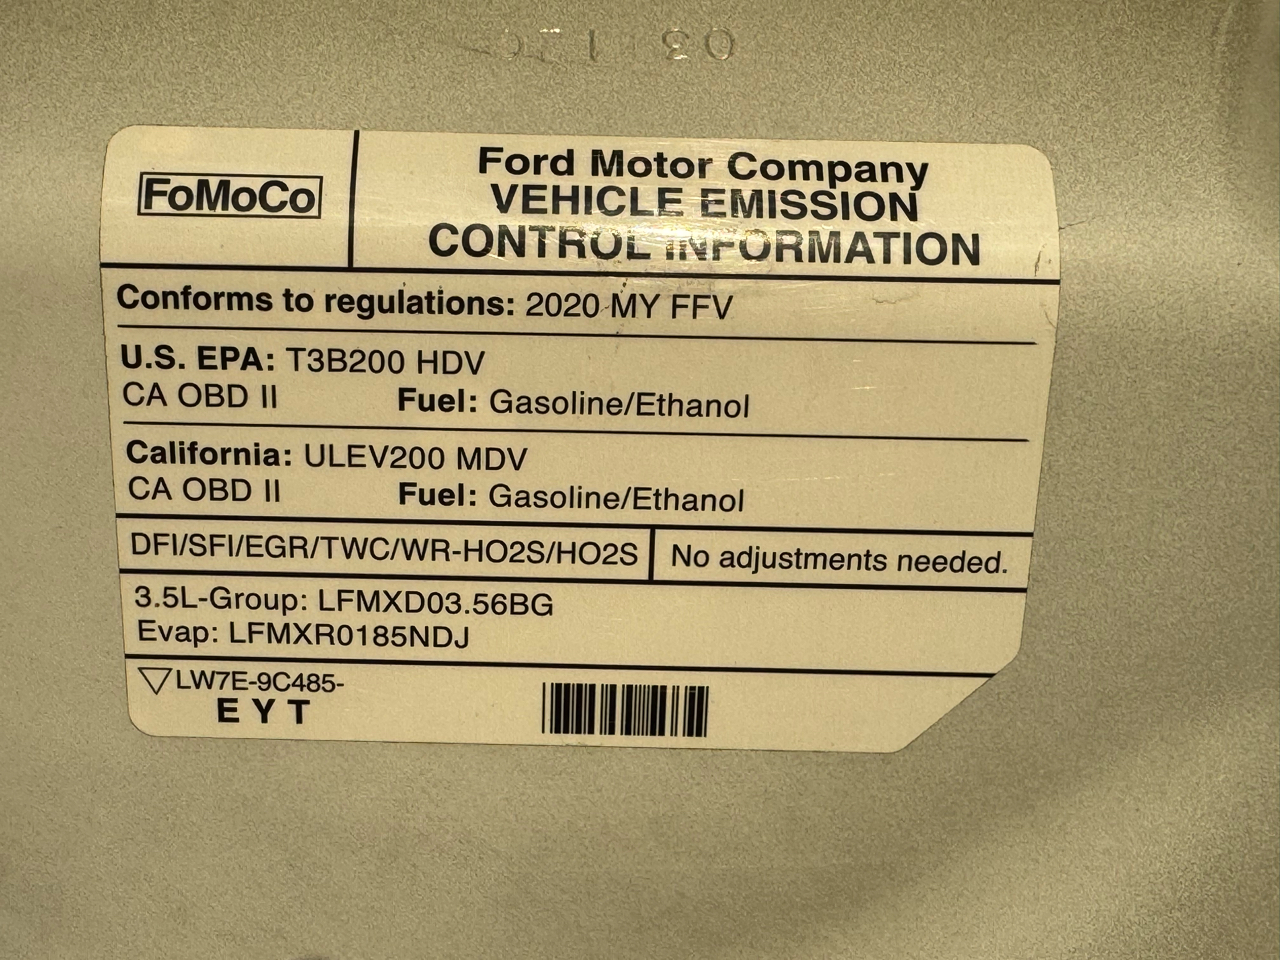 FoMoCo
Ford Motor Company
VEHICLE EMISSION
CONTROL INFORMATION
Conforms to regulations: 2020 MY FFV
U.S. EPA: T3B200 HDV
CA OBD II Fuel: Gasoline/Ethanol
California: ULEV200 MDV
CA OBD II Fuel: Gasoline/Ethanol
DFI/SFI/EGR/TWC/WR-HO2S/HO2S
No adjustments needed.
3.5L-Group: LFMXD03.56BG
Evap: LFMXR0185NDJ
LW7E-9C485-
E Y T